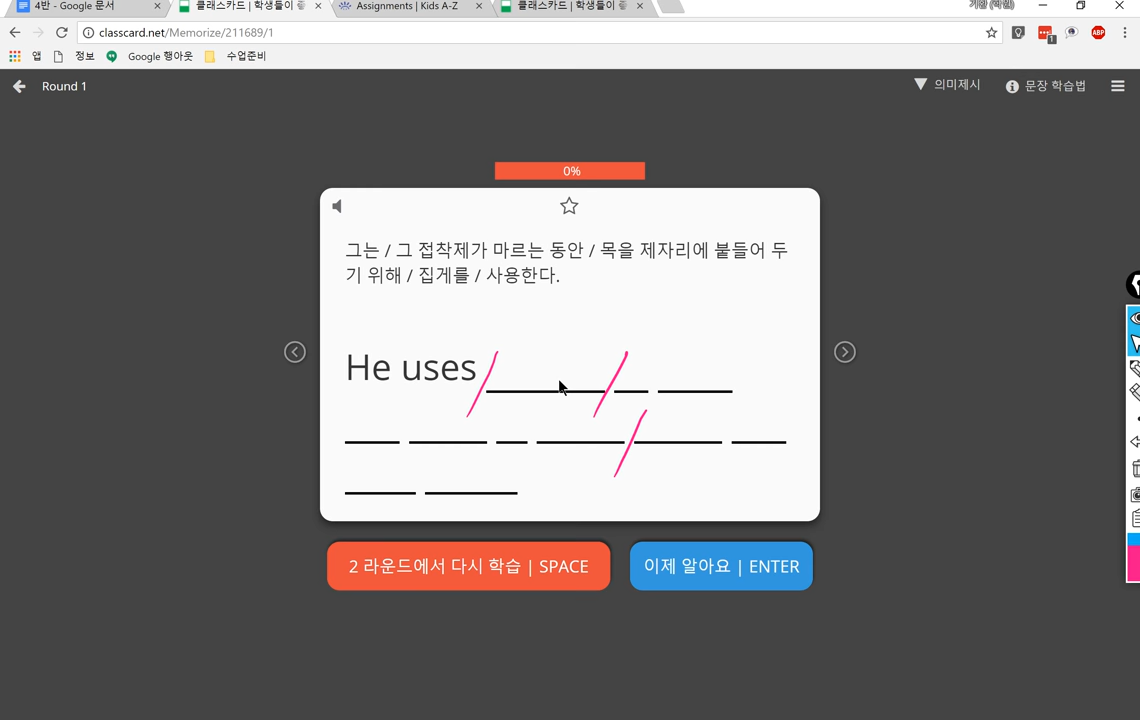 4반 - Google 문서
클래스카드 | 학생들이 좋
Assignments | Kids A-Z
클래스카드 | 학생들이 좋
classcard.net/Memorize/211689/1
1
ABP
앱
정보
Google 행아웃
수업준비
Round 1
의미제시
문장 학습법
0%
그는 / 그 접착제가 마르는 동안 / 목을 제자리에 붙들어 두
기 위해 / 집게를 / 사용한다.
He uses
2 라운드에서 다시 학습 | SPACE
이제 알아요 | ENTER